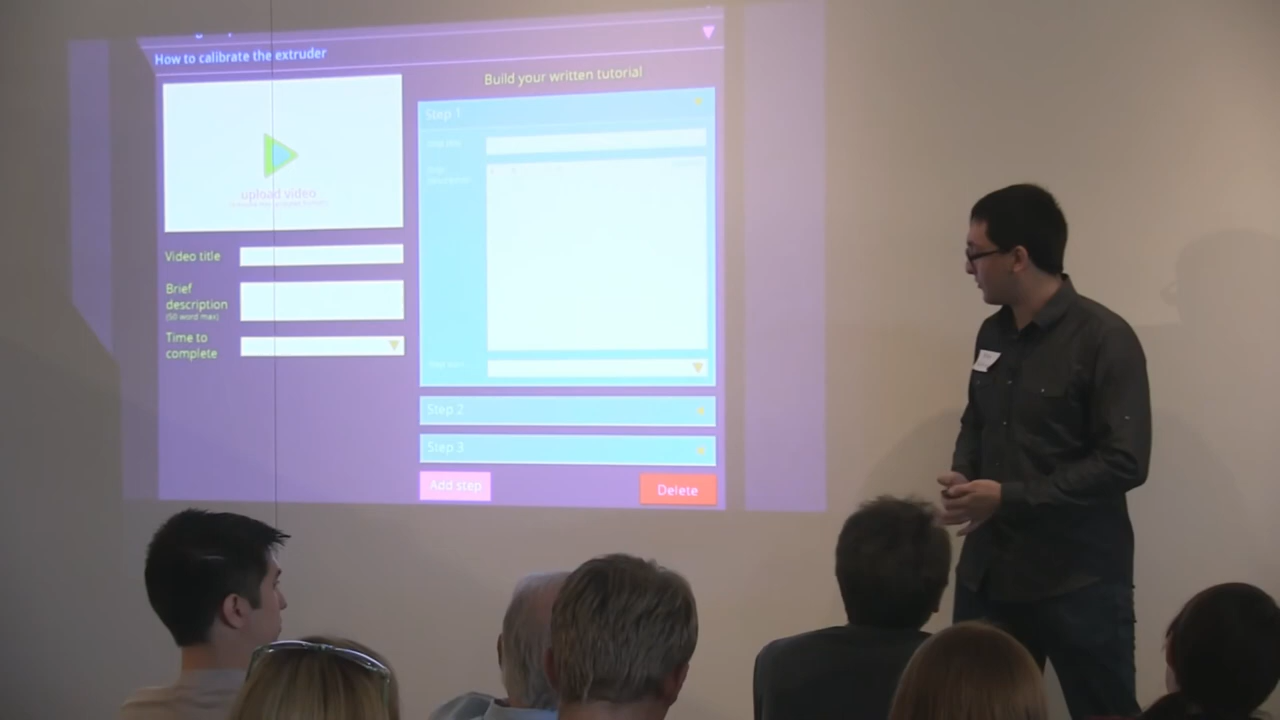 How to calibrate the extruder
Build your written tutorial
Step 1
upload video
Video title
Brief
description
(50 word max)
Time to
complete
Step 2
Step 3
Add step
Delete